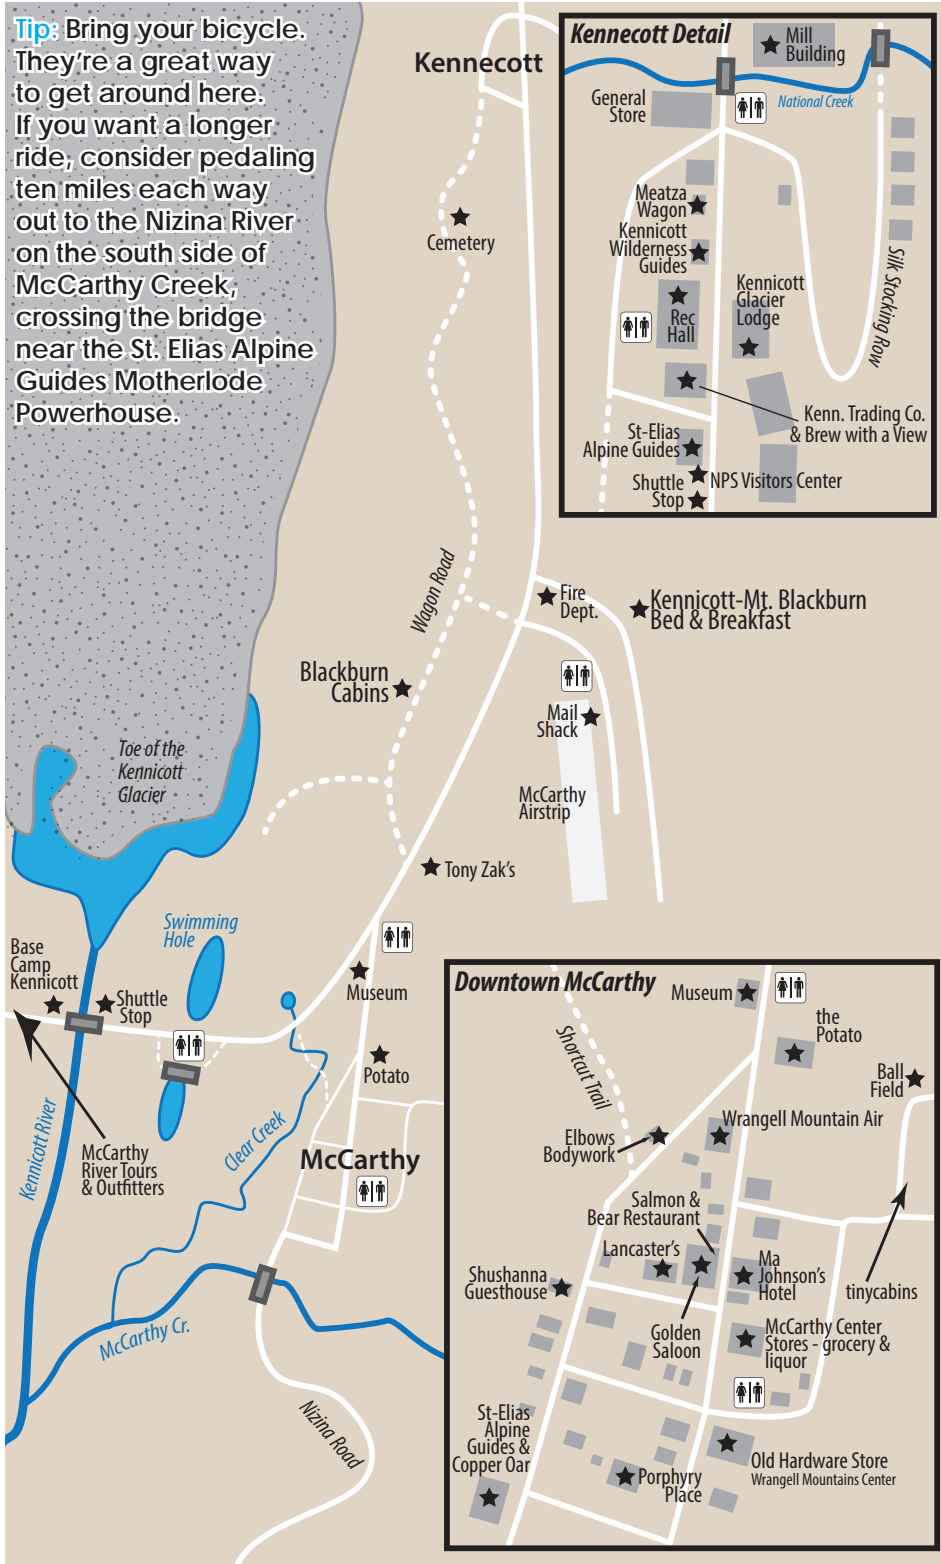 Tip: Bring your bicycle.
They're a great way
to get around here.
If you want a longer
ride, consider pedaling
ten miles each way
out to the Nizina River
on the south side of
McCarthy Creek,
crossing the bridge
near the St. Elias Alpine
Guides Motherlode
Powerhouse.
Kennecott
Cemetery
Wagon Road
Fire
Dept.
Kennicott-Mt. Blackburn
Bed & Breakfast
Blackburn
Cabins
Mail
Shack
McCarthy
Airstrip
Toe of the
Kennicott
Glacier
Tony Zak's
Swimming
Hole
Base
Camp
Kennicott
Shuttle
Stop
Museum
Potato
Kennicott River
McCarthy
River Tours
& Outfitters
Clear Creek
McCarthy
McCarthy Cr.
Nizina Road
Kennecott Detail
Mill
Building
National Creek
General
Store
Meatza
Wagon
Kennicott
Wilderness
Guides
Rec
Hall
Kennicott
Glacier
Lodge
Silk Stocking Row
Kenn. Trading Co.
& Brew with a View
St-Elias
Alpine Guides
NPS Visitors Center
Shuttle
Stop
Downtown McCarthy
Museum
the
Potato
Ball
Field
Shortcut Trail
Wrangell Mountain Air
Elbows
Bodywork
Salmon &
Bear Restaurant
Lancaster's
Ma
Johnson's
Hotel
tinycabins
Shushanna
Guesthouse
Golden
Saloon
McCarthy Center
Stores - grocery &
liquor
St-Elias
Alpine
Guides &
Copper Oar
Old Hardware Store
Wrangell Mountains Center
Porphyry
Place